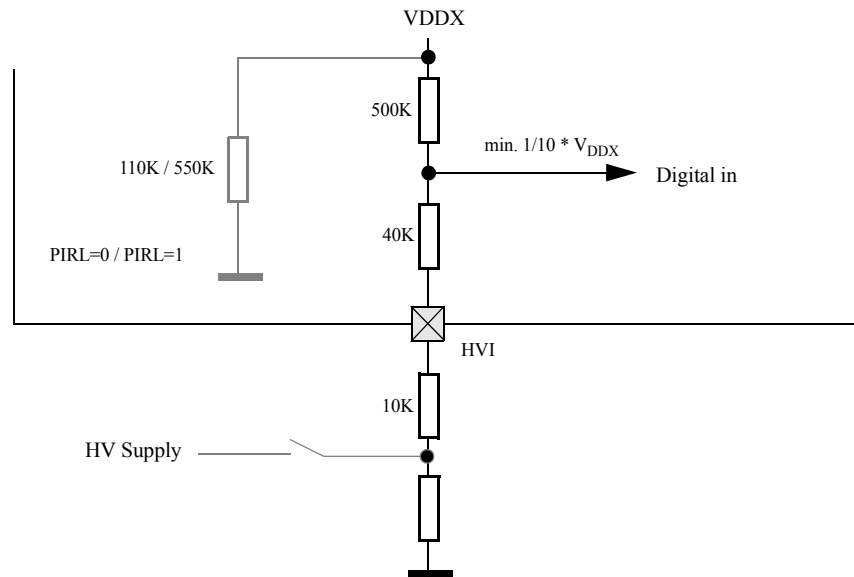 VDDX
500K
min. 1/10 * VDDX
110K / 550K
Digital in
40K
PIRL=0 / PIRL=1
HVI
10K
HV Supply